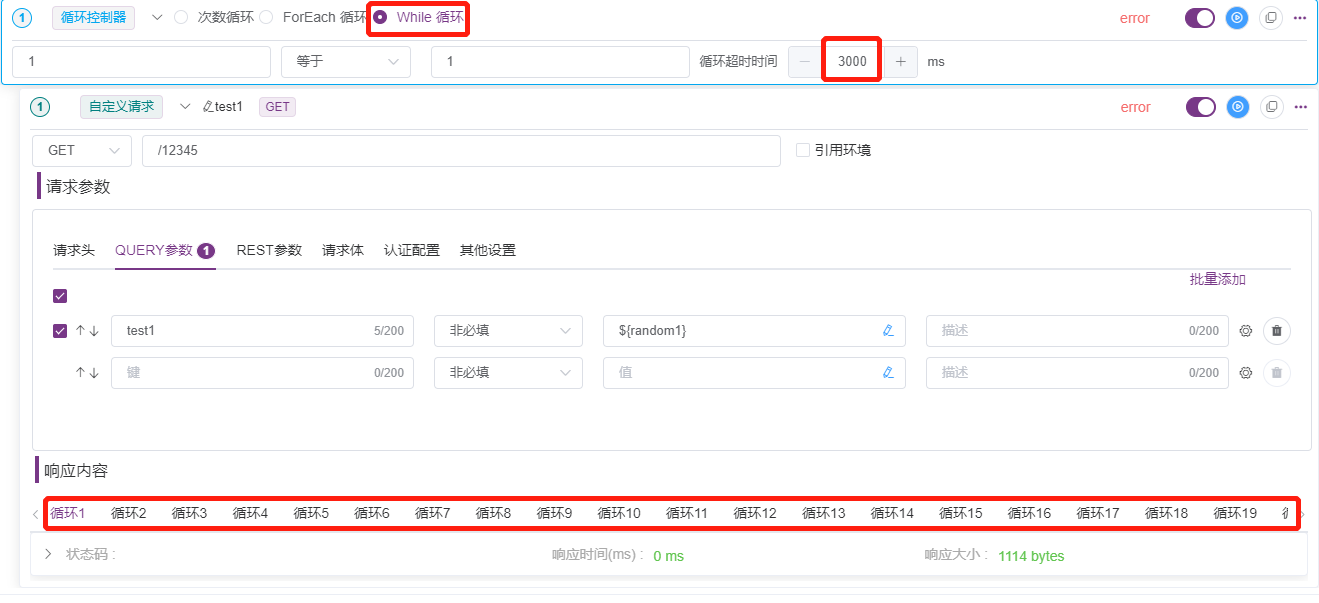 1 循环控制器 次数循环 ForEach 循环 While 循环 error
1 等于 1 循环超时时间 3000 ms
1 自定义请求 test1 GET error
GET /12345 引用环境
请求参数
请求头 QUERY参数 1 REST参数 请求体 认证配置 其他设置
批量添加
test1 5/200 非必填 ${random1} 描述 0/200
键 0/200 非必填 值 描述 0/200
响应内容
循环1 循环2 循环3 循环4 循环5 循环6 循环7 循环8 循环9 循环10 循环11 循环12 循环13 循环14 循环15 循环16 循环17 循环18 循环19
状态码 : 响应时间(ms) : 0 ms 响应大小 : 1114 bytes